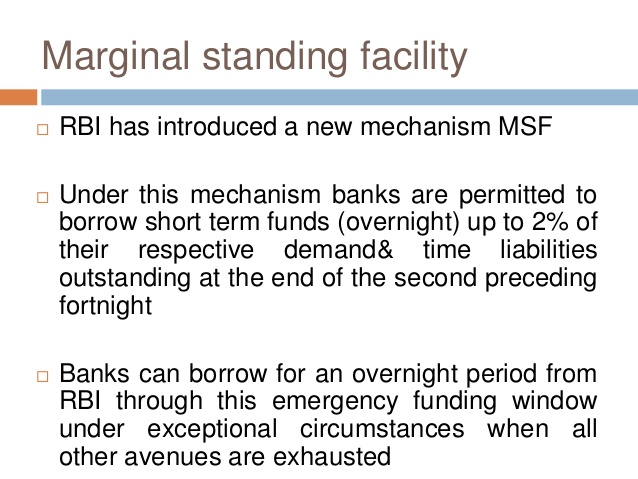 Marginal standing facility
RBI has introduced a new mechanism MSF
Under this mechanism banks are permitted to
borrow short term funds (overnight) up to 2% of
their respective demand& time liabilities
outstanding at the end of the second preceding
fortnight
Banks can borrow for an overnight period from
RBI through this emergency funding window
under exceptional circumstances when all
other avenues are exhausted